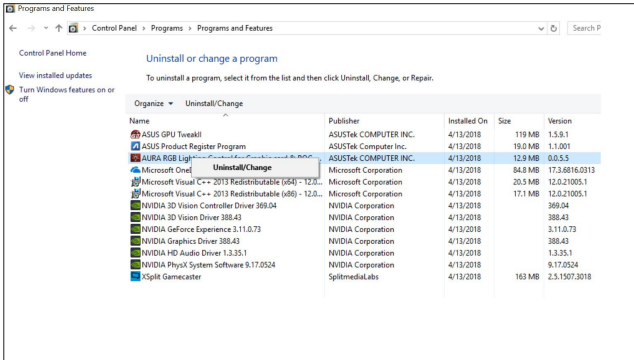 Programs and Features
Control Panel > Programs > Programs and Features
Search P
Control Panel Home
View installed updates
Turn Windows features on or
off
Uninstall or change a program
To uninstall a program, select it from the list and then click Uninstall, Change, or Repair.
Organize Uninstall/Change
Name Publisher Installed On Size Version
ASUS GPU TweakII ASUSTek COMPUTER INC. 4/13/2018 119 MB 1.5.9.1
ASUS Product Register Program ASUSTek Computer Inc. 4/13/2018 19.0 MB 1.1.001
AURA RGB Lighting Control for Graphic card & ROG ... ASUSTek COMPUTER INC. 4/13/2018 12.9 MB 0.0.5.5
Uninstall/Change
Microsoft Microsoft Corporation 4/13/2018 84.8 MB 17.3.6816.0313
Microsoft Visual C++ 2013 Redistributable (x64) - 12.0... Microsoft Corporation 4/13/2018 20.5 MB 12.0.21005.1
Microsoft Visual C++ 2013 Redistributable (x86) - 12.0... Microsoft Corporation 4/13/2018 17.1 MB 12.0.21005.1
NVIDIA 3D Vision Controller Driver 369.04 NVIDIA Corporation 4/13/2018 369.04
NVIDIA 3D Vision Driver 388.43 NVIDIA Corporation 4/13/2018 388.43
NVIDIA GeForce Experience 3.11.0.73 NVIDIA Corporation 4/13/2018 3.11.0.73
NVIDIA Graphics Driver 388.43 NVIDIA Corporation 4/13/2018 388.43
NVIDIA HD Audio Driver 1.3.35.1 NVIDIA Corporation 4/13/2018 1.3.35.1
NVIDIA PhysX System Software 9.17.0524 NVIDIA Corporation 4/13/2018 9.17.0524
XSplit Gamecaster SplitmediaLabs 4/13/2018 163 MB 2.5.1507.3018